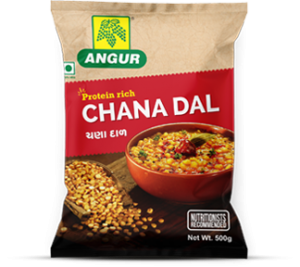 ANGUR
Protein rich
CHANA DAL
ચણા દાળ
NUTRITIONISTS
RECOMMENDED
Net Wt. 500g